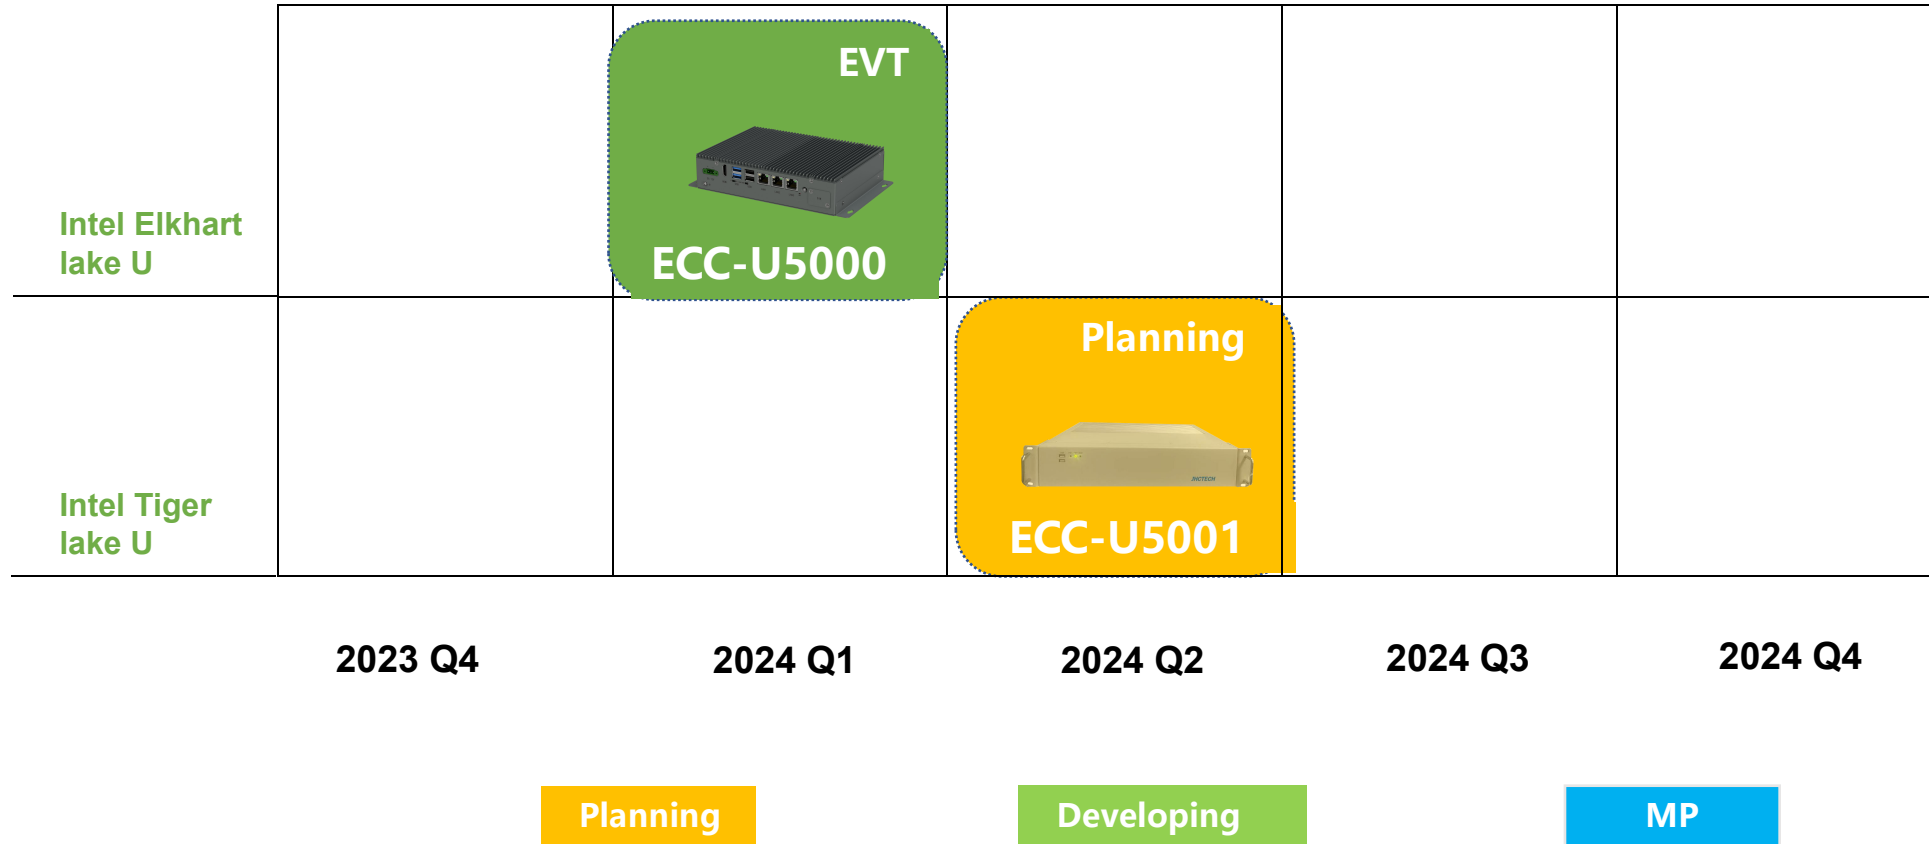 EVT
ECC-U5000
Intel Elkhart
lake U
Planning
JHCTECH
ECC-U5001
Intel Tiger
lake U
2023 Q4
2024 Q1
2024 Q2
2024 Q3
2024 Q4
Planning
Developing
MP